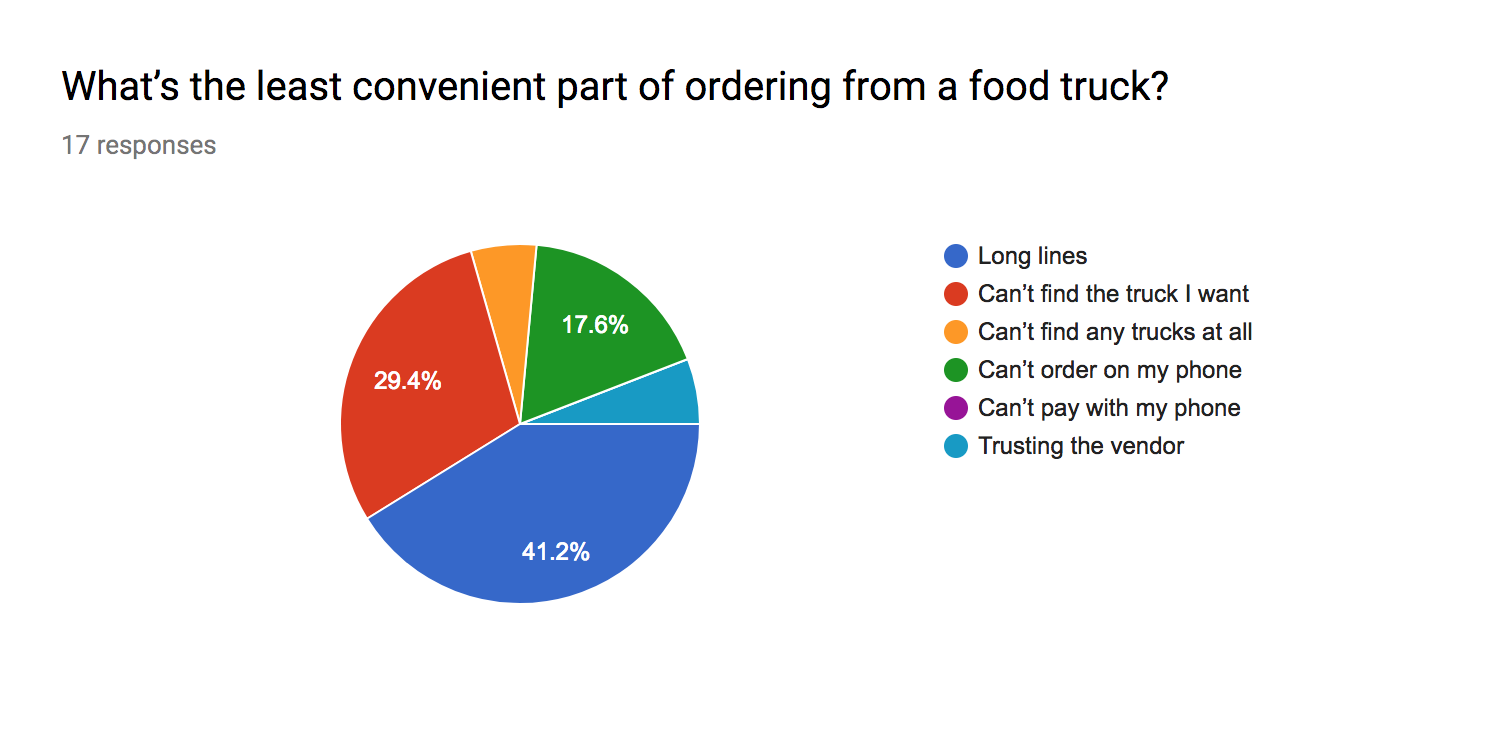 What’s the least convenient part of ordering from a food truck?
17 responses
17.6%
29.4%
41.2%
Long lines
Can’t find the truck I want
Can’t find any trucks at all
Can’t order on my phone
Can’t pay with my phone
Trusting the vendor